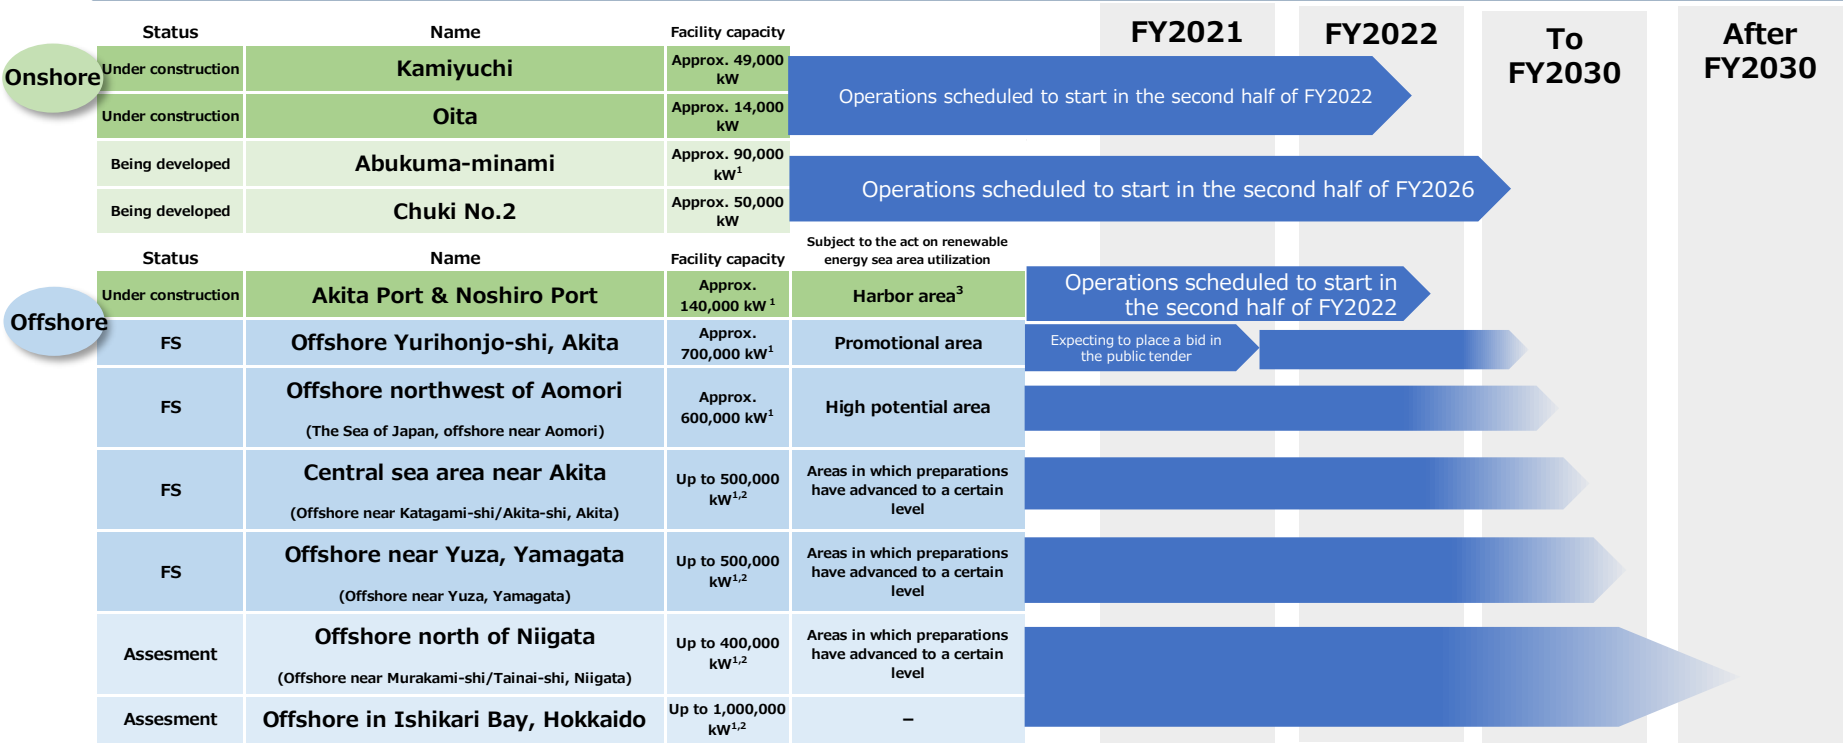 FY2021
FY2022
To
FY2030
After
FY2030
Status
Name
Facility capacity
Onshore
Under construction
Kamiyuchi
Approx. 49,000
kW
Under construction
Oita
Approx. 14,000
kW
Operations scheduled to start in the second half of FY2022
Being developed
Abukuma-minami
Approx. 90,000
kW1
Being developed
Chuki No.2
Approx. 50,000
kW
Operations scheduled to start in the second half of FY2026
Status
Name
Facility capacity
Subject to the act on renewable
energy sea area utilization
Offshore
Under construction
Akita Port & Noshiro Port
Approx.
140,000 kW 1
Harbor area3
Operations scheduled to start in
the second half of FY2022
FS
Offshore Yurihonjo-shi, Akita
Approx.
700,000 kW1
Promotional area
Expecting to place a bid in
the public tender
FS
Offshore northwest of Aomori
(The Sea of Japan, offshore near Aomori)
Approx.
600,000 kW1
High potential area
FS
Central sea area near Akita
(Offshore near Katagami-shi/Akita-shi, Akita)
Up to 500,000
kW1,2
Areas in which preparations
have advanced to a certain
level
FS
Offshore near Yuza, Yamagata
(Offshore near Yuza, Yamagata)
Up to 500,000
kW1,2
Areas in which preparations
have advanced to a certain
level
Assesment
Offshore north of Niigata
(Offshore near Murakami-shi/Tainai-shi, Niigata)
Up to 400,000
kW1,2
Areas in which preparations
have advanced to a certain
level
Assesment
Offshore in Ishikari Bay, Hokkaido
Up to 1,000,000
kW1,2
–